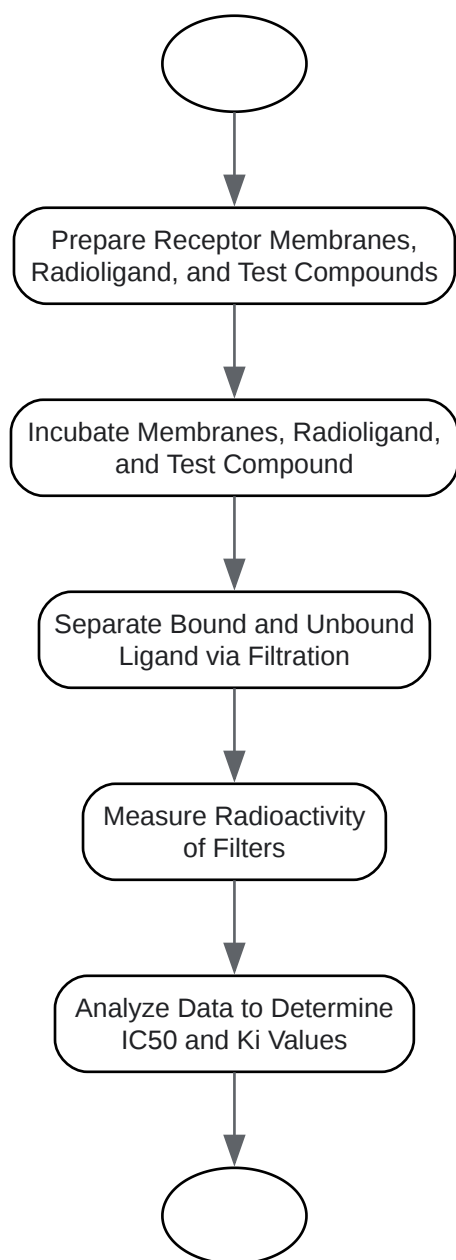 Prepare Receptor Membranes,
Radioligand, and Test Compounds
Incubate Membranes, Radioligand,
and Test Compound
Separate Bound and Unbound
Ligand via Filtration
Measure Radioactivity
of Filters
Analyze Data to Determine
IC50 and Ki Values